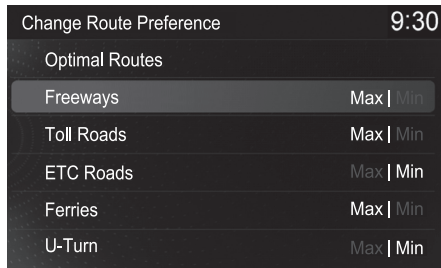 Change Route Preference 9:30
Optimal Routes
Freeways Max | Min
Toll Roads Max | Min
ETC Roads Max | Min
Ferries Max | Min
U-Turn Max | Min